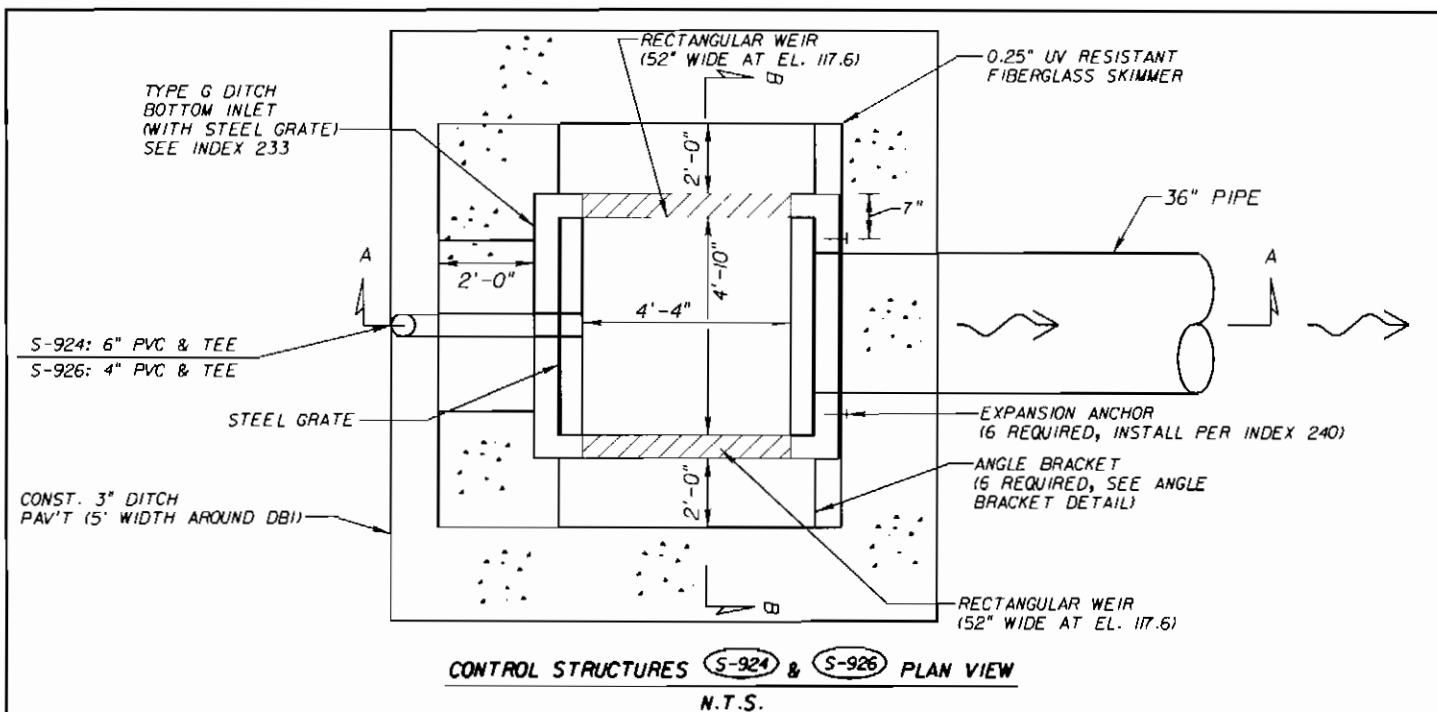 RECTANGULAR WEIR
(52" WIDE AT EL. 117.6)
B
0.25" UV RESISTANT
FIBERGLASS SKIMMER
TYPE G DITCH
BOTTOM INLET
(WITH STEEL GRATE)
SEE INDEX 233
2'-0"
7"
36" PIPE
A
2'-0"
4'-10"
4'-4"
A
S-924: 6" PVC & TEE
S-926: 4" PVC & TEE
STEEL GRATE
EXPANSION ANCHOR
(6 REQUIRED, INSTALL PER INDEX 240)
ANGLE BRACKET
(6 REQUIRED, SEE ANGLE
BRACKET DETAIL)
CONST. 3" DITCH
PAV'T (5' WIDTH AROUND DBI)
2'-0"
B
RECTANGULAR WEIR
(52" WIDE AT EL. 117.6)
CONTROL STRUCTURES S-924 & S-926 PLAN VIEW
N.T.S.